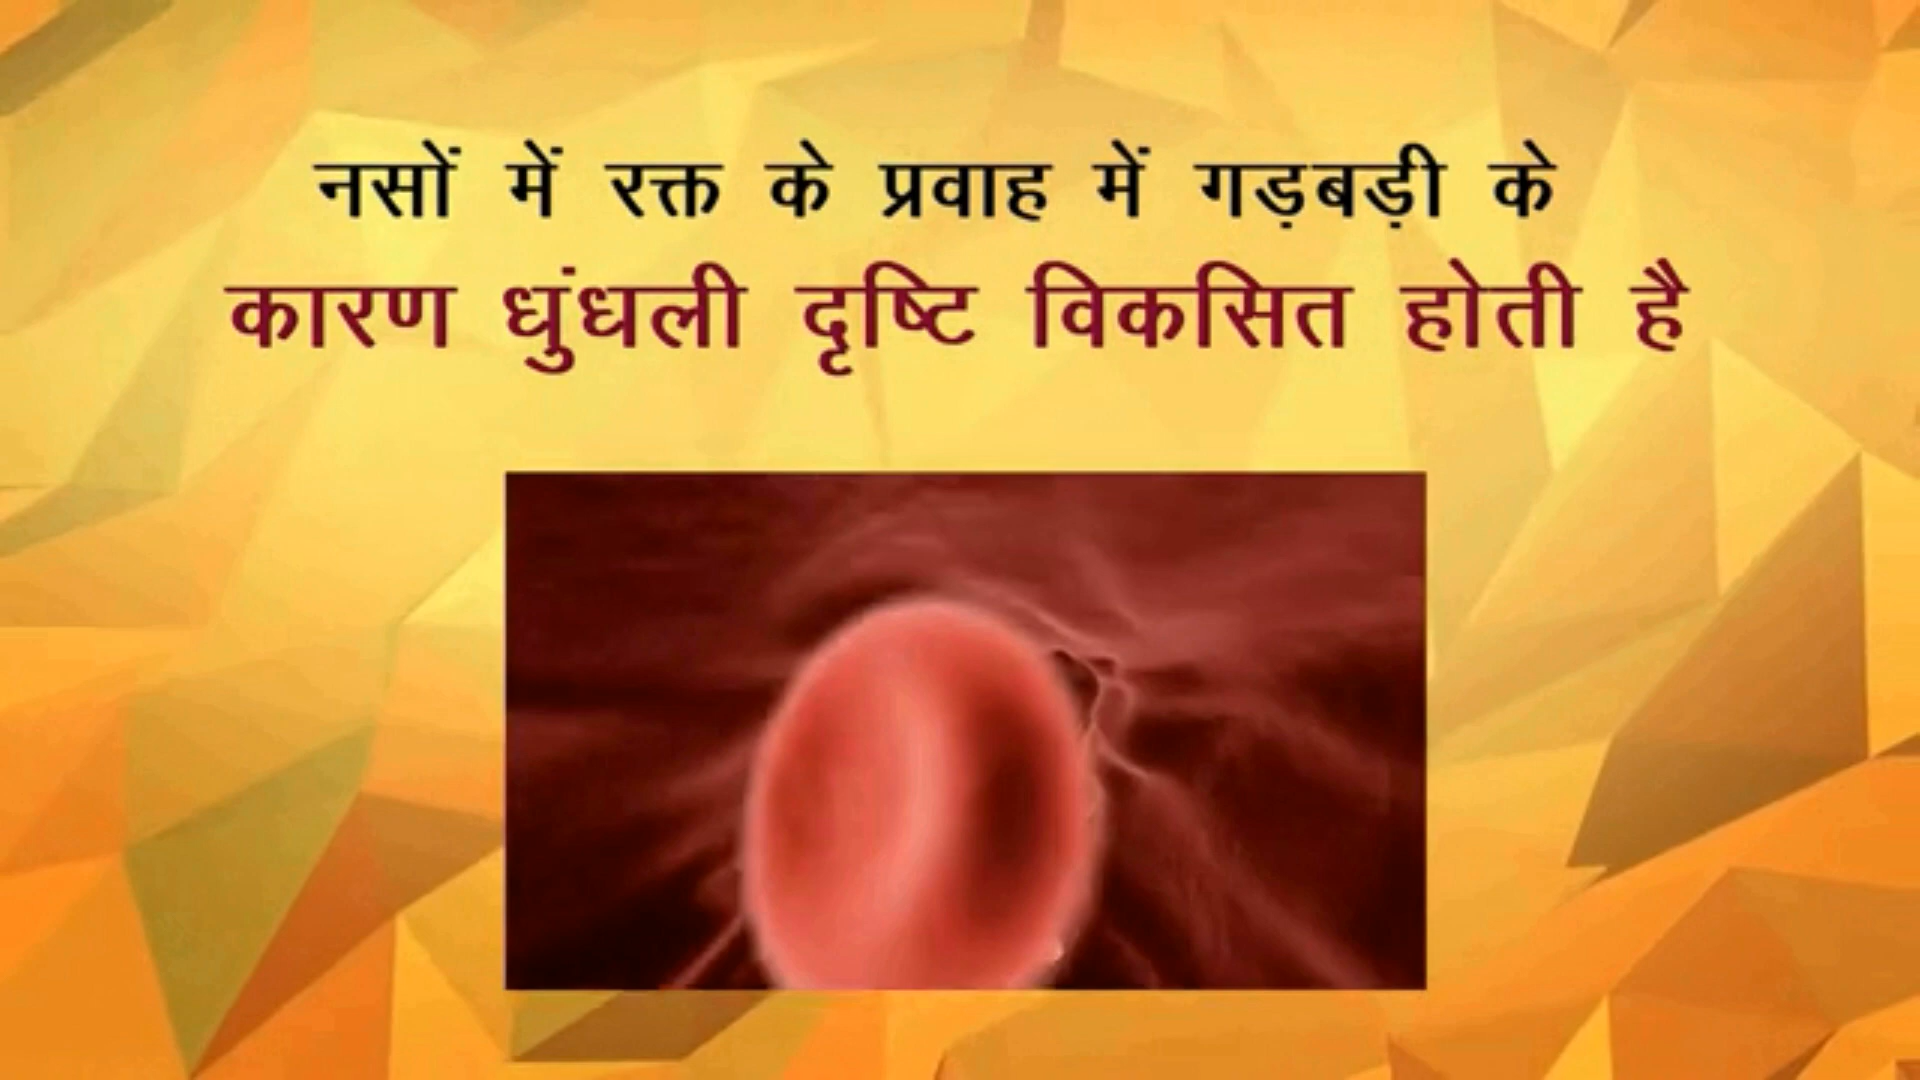 नसों में रक्त के प्रवाह में गड़बड़ी के
कारण धुंधली दृष्टि विकसित होती है